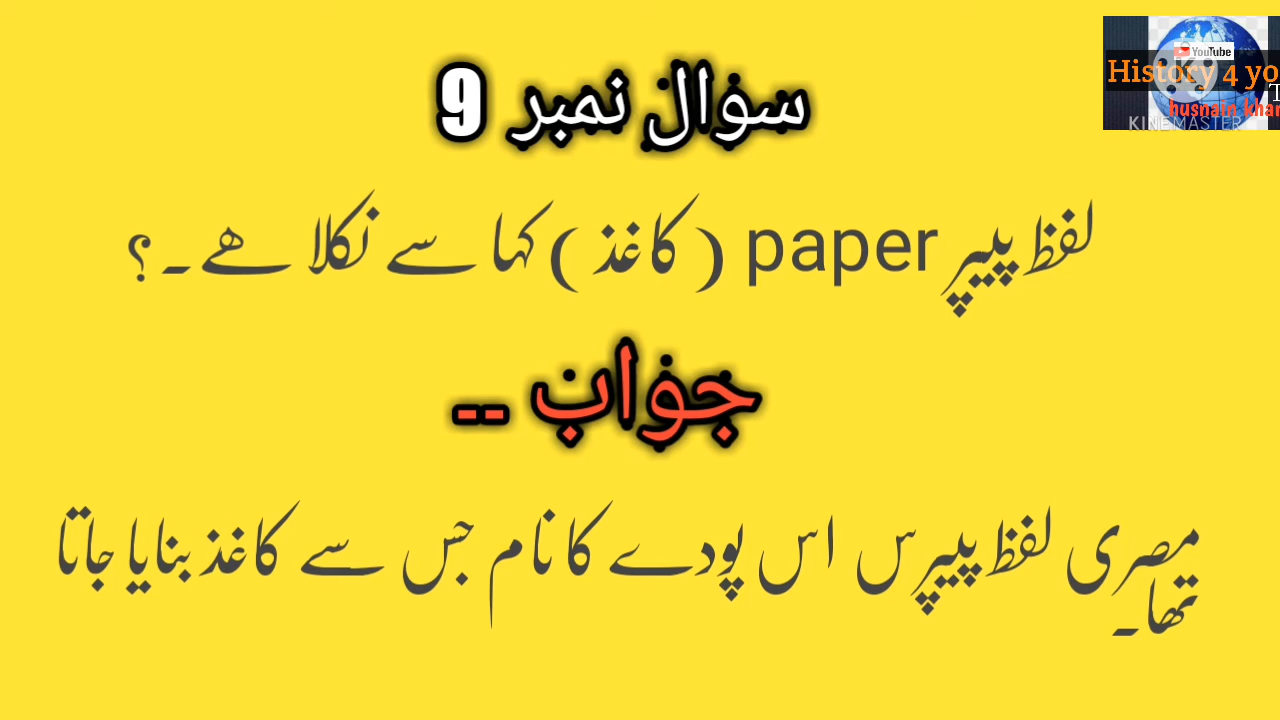 سوال نمبر 9
لفظ پیپر paper (کاغذ) کہا سے نکلا ھے ۔؟
جواب --
مصری لفظ پیپرس اس پودے کا نام جس سے کاغذ بنایا جاتا
تھا۔
YouTube
History 4 yo
T
husnain khan
KINEMASTER